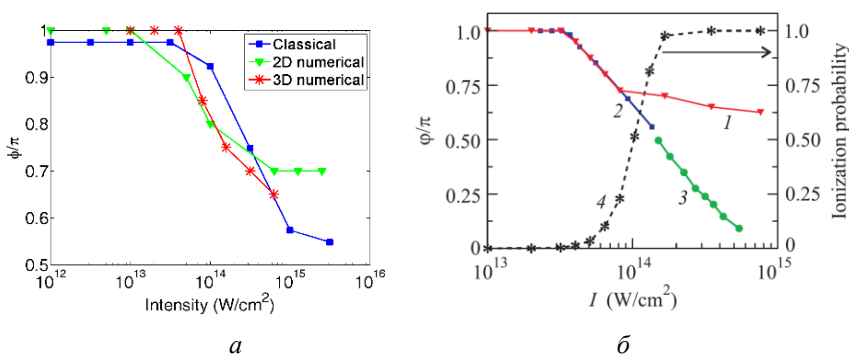 a
ϕ/π
1
0.9
0.8
0.7
0.6
0.5
Classical
2D numerical
3D numerical
10^12
10^13
10^14
10^15
10^16
Intensity (W/cm^2)
а
φ/π
1
0.75
0.50
0.25
0
1
2
3
4
1.0
0.75
0.50
0.25
0
Ionization probability
10^13
10^14
10^15
I (W/cm^2)
б